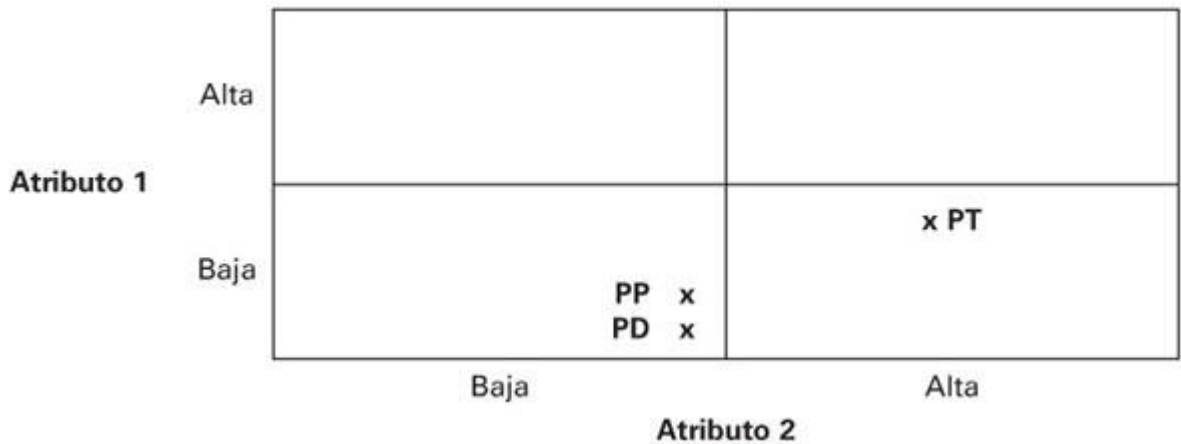 Alta
Atributo 1
x PT
Baja
PP x
PD x
Baja Alta
Atributo 2